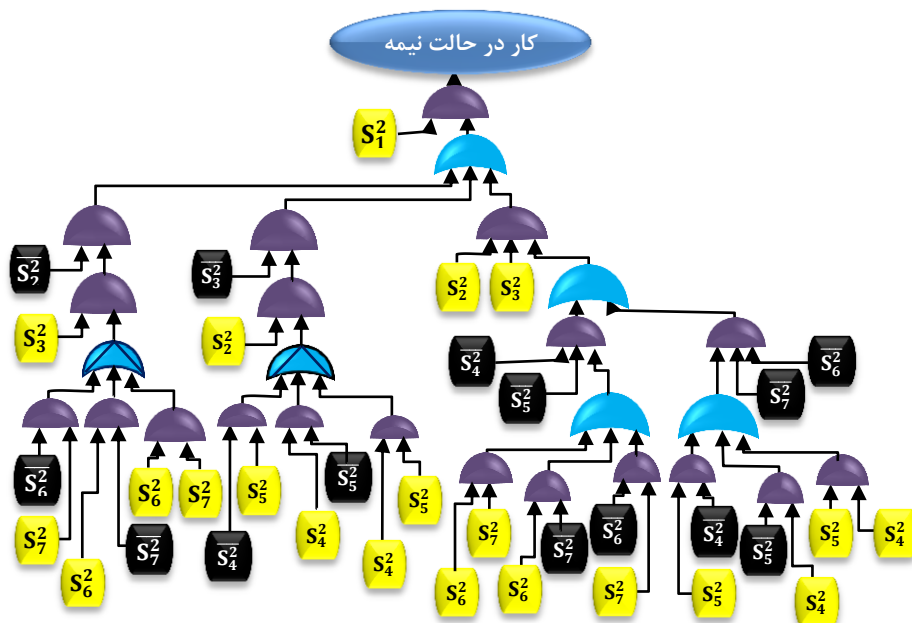 کار در حالت نیمه
S₁²
S̅₂²
S̅₃²
S₂²
S₃²
S₃²
S₂²
S̅₄²
S̅₆²
S̅₅²
S̅₇²
S̅₆²
S₆²
S₇²
S₅²
S̅₅²
S₅²
S₇²
S̅₆²
S̅₄²
S₅²
S₄²
S₇²
S̅₇²
S̅₄²
S₄²
S₆²
S₄²
S₆²
S₆²
S̅₇²
S₇²
S₅²
S̅₅²
S₄²